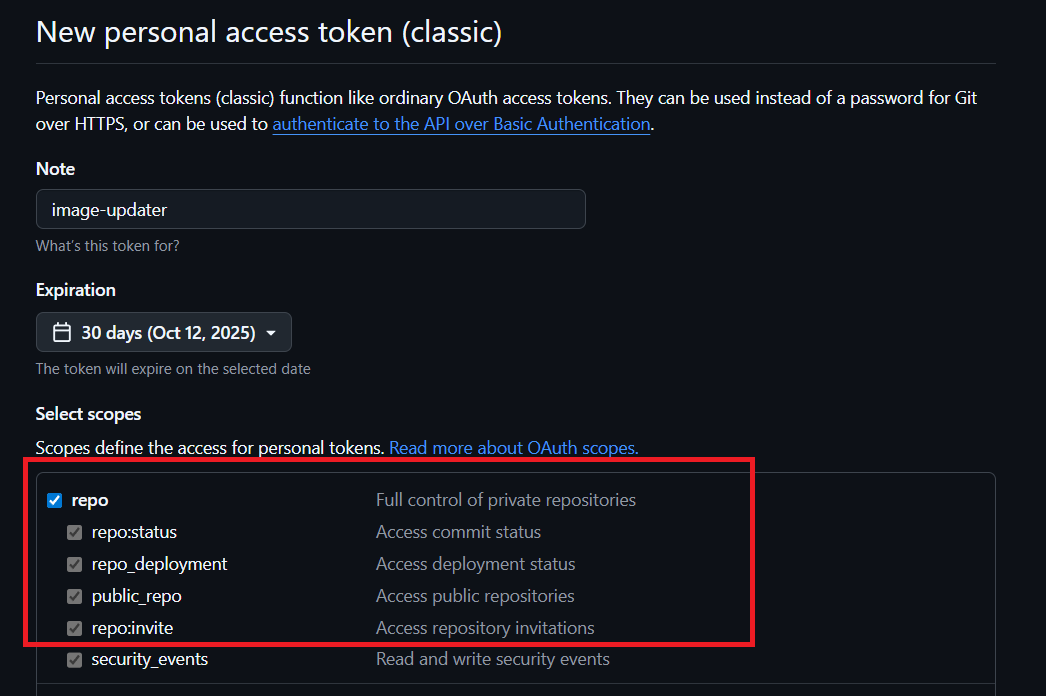 New personal access token (classic)
Personal access tokens (classic) function like ordinary OAuth access tokens. They can be used instead of a password for Git
over HTTPS, or can be used to authenticate to the API over Basic Authentication.
Note
image-updater
What's this token for?
Expiration
30 days (Oct 12, 2025)
The token will expire on the selected date
Select scopes
Scopes define the access for personal tokens. Read more about OAuth scopes.
repo Full control of private repositories
repo:status Access commit status
repo_deployment Access deployment status
public_repo Access public repositories
repo:invite Access repository invitations
security_events Read and write security events